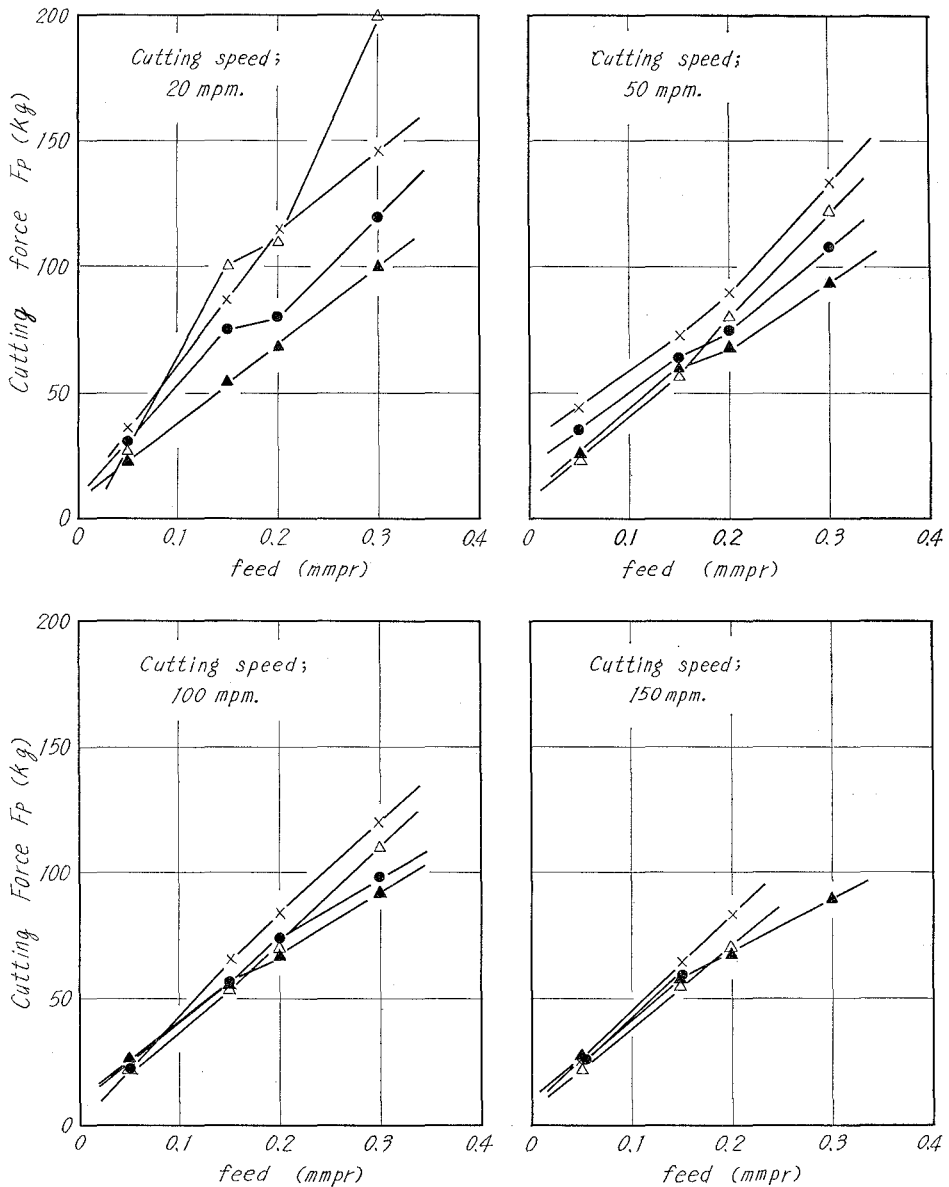 200
150
100
50
0
Cutting force Fp (Kg)
Cutting speed;
20 mpm.
0.1
0.2
0.3
0.4
0
feed (mmpr)
Cutting speed;
50 mpm.
0
0.1
0.2
0.3
0.4
feed (mmpr)
200
150
100
50
0
Cutting Force Fp (kg)
Cutting speed;
100 mpm.
0
0.1
0.2
0.3
0.4
feed (mmpr)
Cutting speed;
150 mpm.
0
0.1
0.2
0.3
0.4
feed (mmpr)